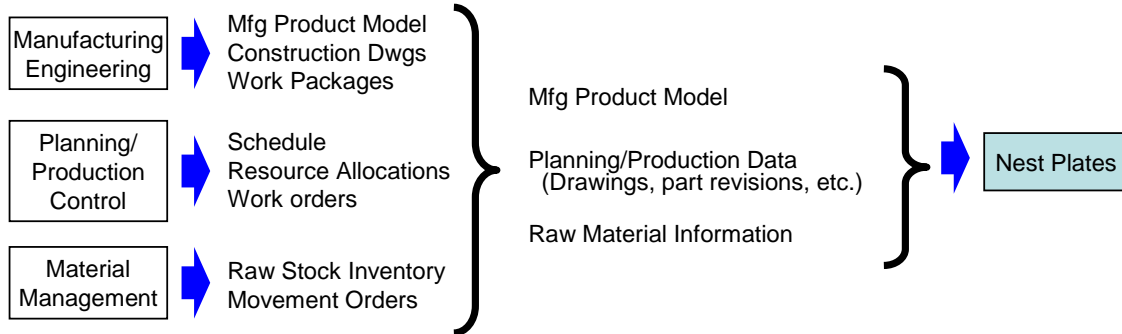 Manufacturing
Engineering
Mfg Product Model
Construction Dwgs
Work Packages
Planning/
Production
Control
Schedule
Resource Allocations
Work orders
Material
Management
Raw Stock Inventory
Movement Orders
Mfg Product Model
Planning/Production Data
(Drawings, part revisions, etc.)
Raw Material Information
Nest Plates